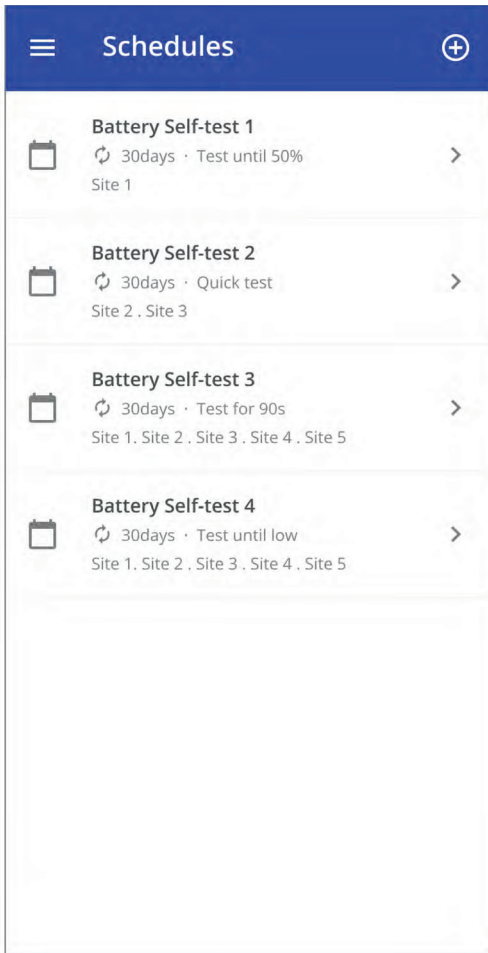 Schedules
Battery Self-test 1
30days · Test until 50%
Site 1
Battery Self-test 2
30days · Quick test
Site 2 . Site 3
Battery Self-test 3
30days · Test for 90s
Site 1. Site 2 . Site 3 . Site 4 . Site 5
Battery Self-test 4
30days · Test until low
Site 1. Site 2 . Site 3 . Site 4 . Site 5